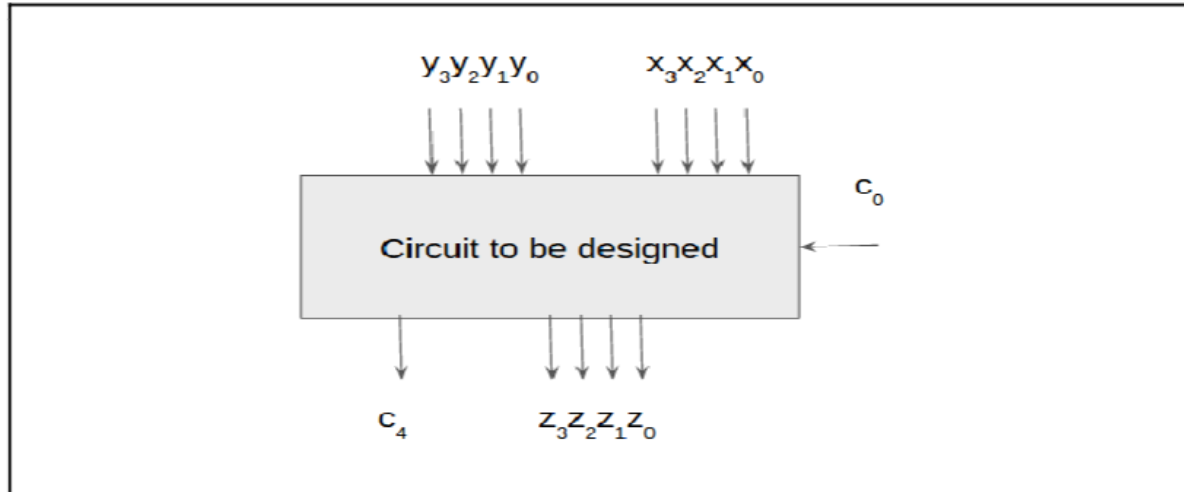 y₃y₂y₁y₀ x₃x₂x₁x₀
c₀
Circuit to be designed
c₄ z₃z₂z₁z₀